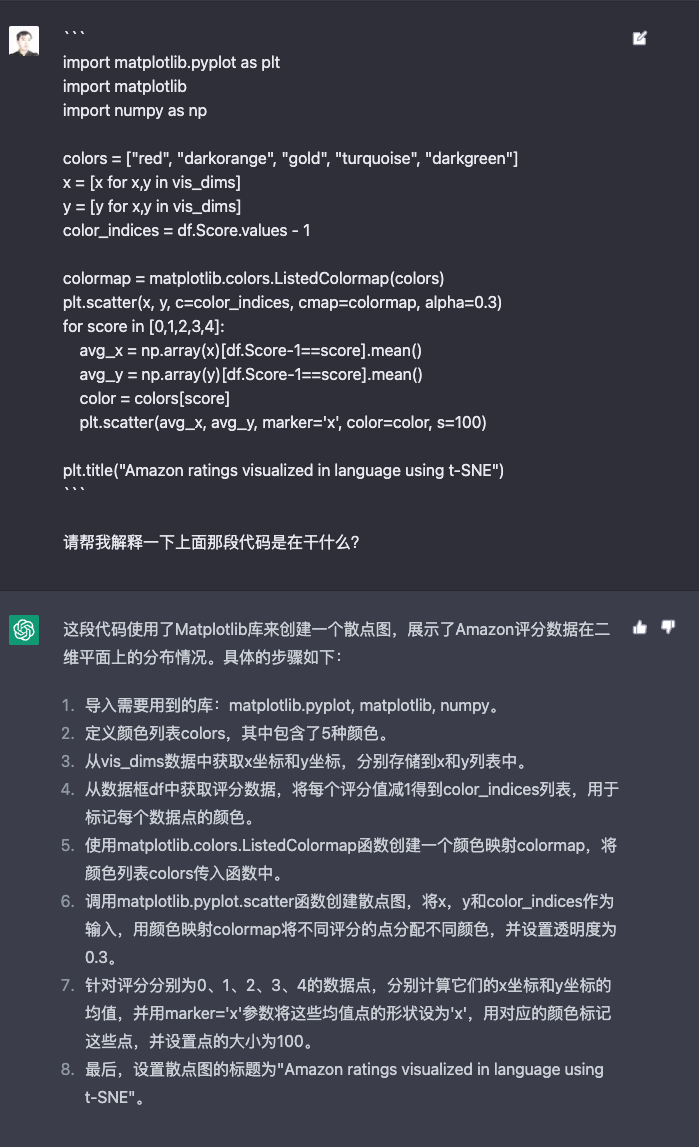 ```
import matplotlib.pyplot as plt
import matplotlib
import numpy as np
colors = ["red", "darkorange", "gold", "turquoise", "darkgreen"]
x = [x for x,y in vis_dims]
y = [y for x,y in vis_dims]
color_indices = df.Score.values - 1
colormap = matplotlib.colors.ListedColormap(colors)
plt.scatter(x, y, c=color_indices, cmap=colormap, alpha=0.3)
for score in [0,1,2,3,4]:
    avg_x = np.array(x)[df.Score-1==score].mean()
    avg_y = np.array(y)[df.Score-1==score].mean()
    color = colors[score]
    plt.scatter(avg_x, avg_y, marker='x', color=color, s=100)
plt.title("Amazon ratings visualized in language using t-SNE")
```
请帮我解释一下上面那段代码是在干什么?
这段代码使用了Matplotlib库来创建一个散点图，展示了Amazon评分数据在二
维平面上的分布情况。具体的步骤如下：
1. 导入需要用到的库：matplotlib.pyplot, matplotlib, numpy。
2. 定义颜色列表colors，其中包含了5种颜色。
3. 从vis_dims数据中获取x坐标和y坐标，分别存储到x和y列表中。
4. 从数据框df中获取评分数据，将每个评分值减1得到color_indices列表，用于
标记每个数据点的颜色。
5. 使用matplotlib.colors.ListedColormap函数创建一个颜色映射colormap，将
颜色列表colors传入函数中。
6. 调用matplotlib.pyplot.scatter函数创建散点图，将x，y和color_indices作为
输入，用颜色映射colormap将不同评分的点分配不同颜色，并设置透明度为
0.3。
7. 针对评分分别为0、1、2、3、4的数据点，分别计算它们的x坐标和y坐标的
均值，并用marker='x'参数将这些均值点的形状设为'x'，用对应的颜色标记
这些点，并设置点的大小为100。
8. 最后，设置散点图的标题为"Amazon ratings visualized in language using
t-SNE"。